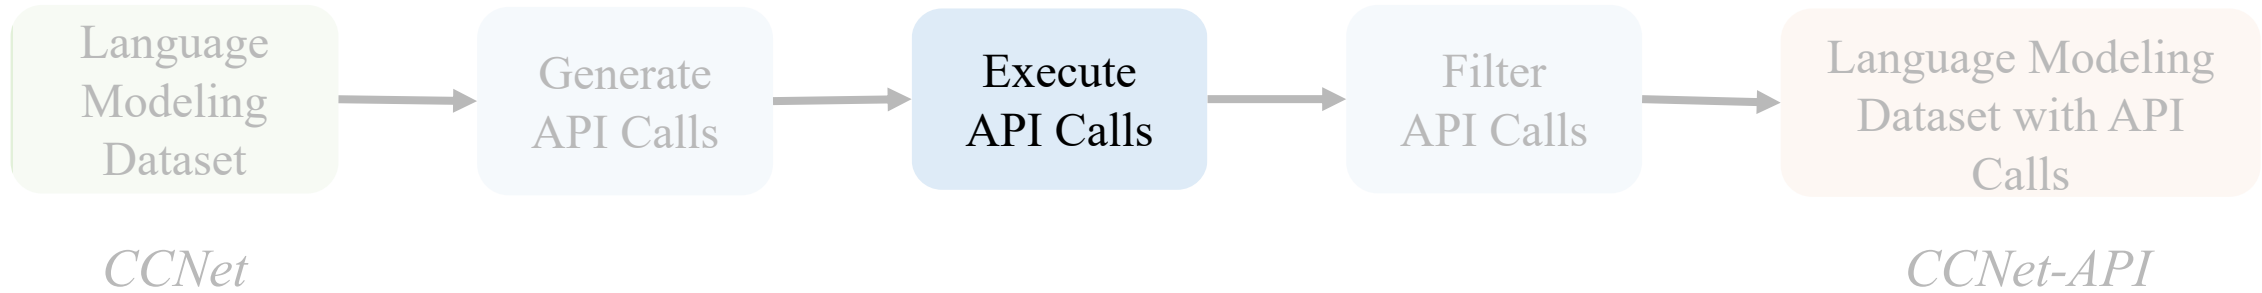 Language
Modeling
Dataset
Generate
API Calls
Execute
API Calls
Filter
API Calls
Language Modeling
Dataset with API
Calls
CCNet
CCNet-API